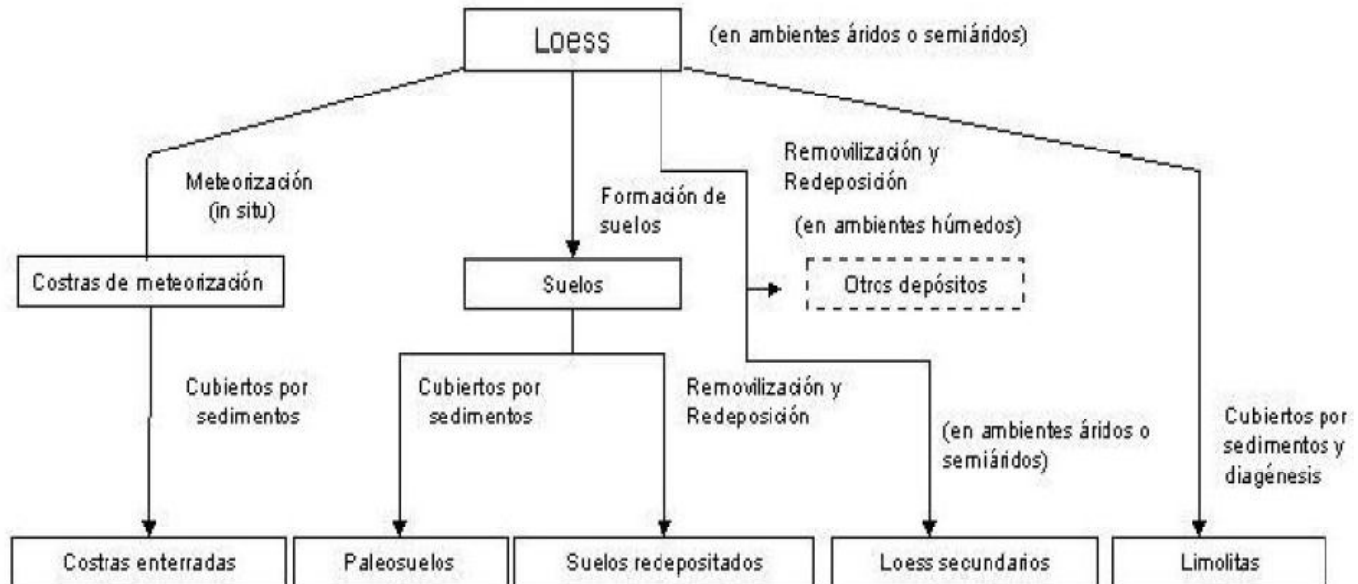 Loess
(en ambientes áridos o semiáridos)
Meteorización
(in situ)
Formación de
suelos
Removilización y
Redeposición
(en ambientes húmedos)
Costras de meteorización
Suelos
Otros depósitos
Cubiertos por
sedimentos
Cubiertos por
sedimentos
Removilización y
Redeposición
(en ambientes áridos o
semiáridos)
Cubiertos por
sedimentos y
diagénesis
Costras enterradas
Paleosuelos
Suelos redepositados
Loess secundarios
Limolitas